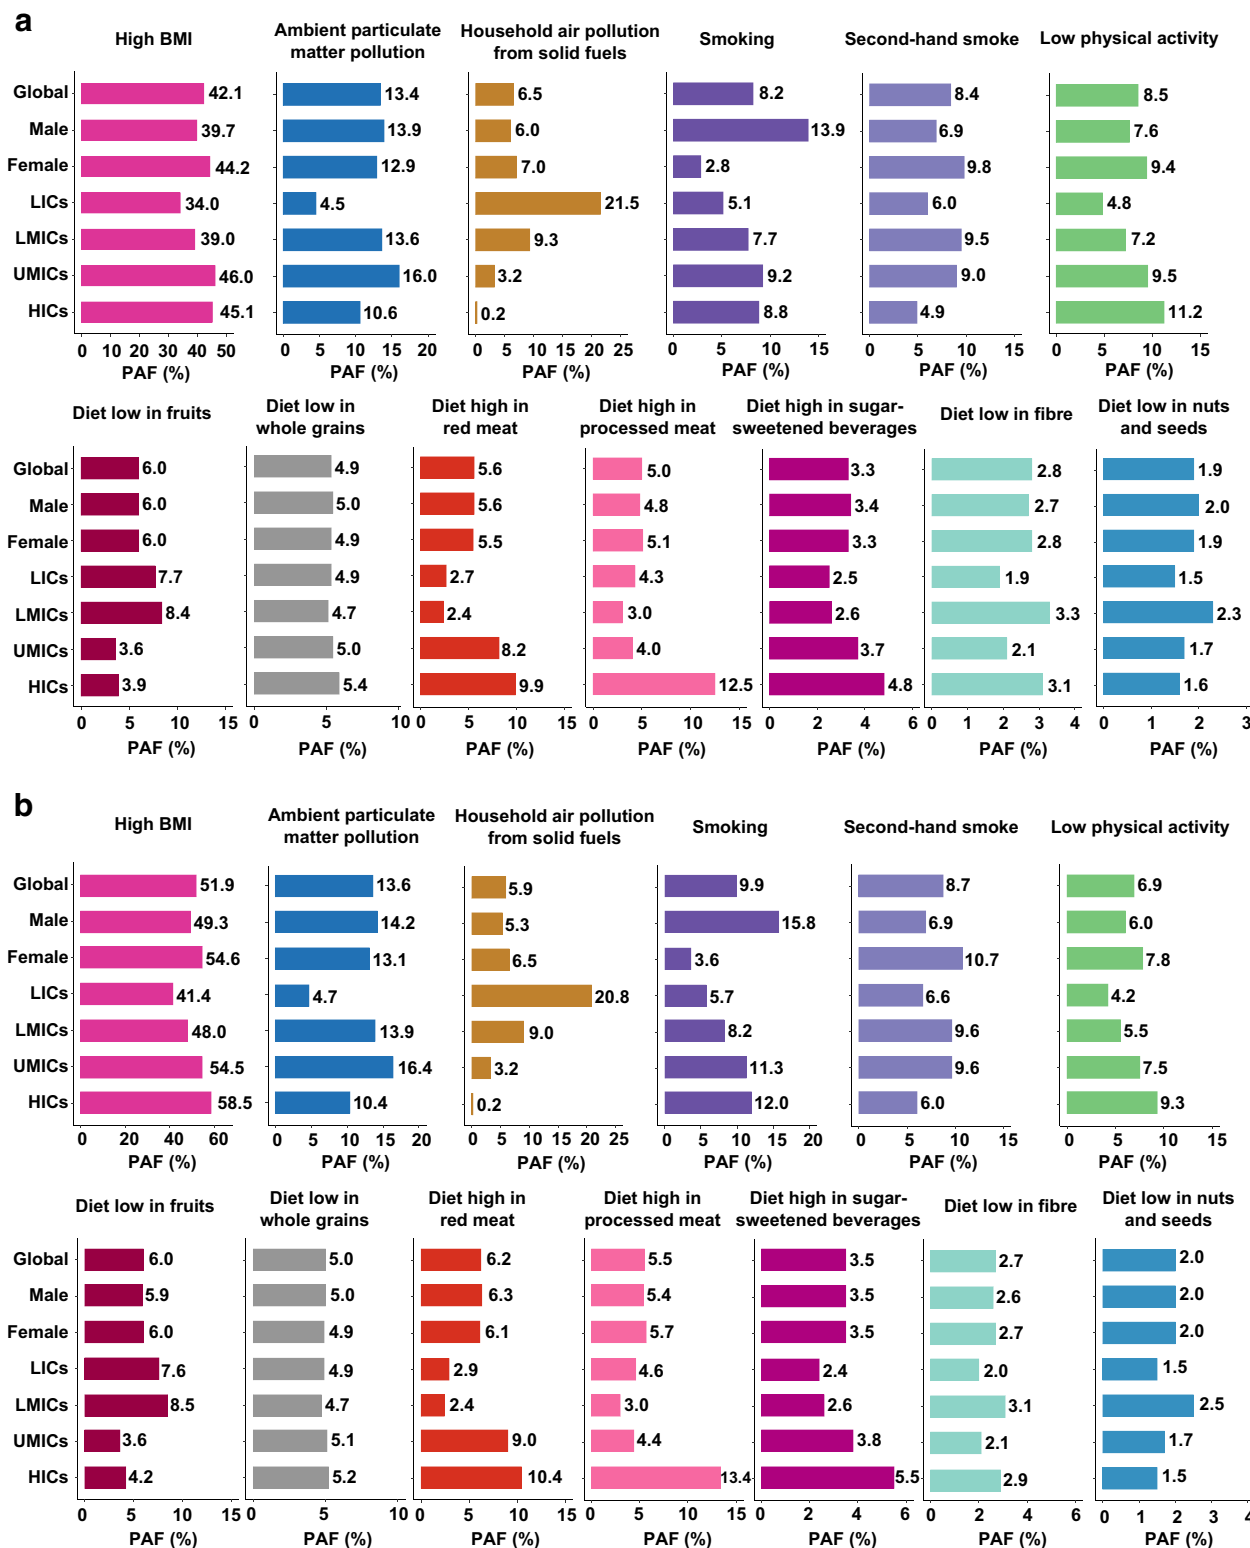 a
High BMI
Ambient particulate
matter pollution
Household air pollution
from solid fuels
Smoking
Second-hand smoke
Low physical activity
Global 42.1 13.4 6.5 8.2 8.4 8.5
Male 39.7 13.9 6.0 13.9 6.9 7.6
Female 44.2 12.9 7.0 2.8 9.8 9.4
LICs 34.0 4.5 21.5 5.1 6.0 4.8
LMICs 39.0 13.6 9.3 7.7 9.5 7.2
UMICs 46.0 16.0 3.2 9.2 9.0 9.5
HICs 45.1 10.6 0.2 8.8 4.9 11.2
0 10 20 30 40 50 0 5 10 15 20 0 5 10 15 20 25 0 5 10 15 0 5 10 15 0 5 10 15
PAF (%) PAF (%) PAF (%) PAF (%) PAF (%) PAF (%)
Diet low in fruits
Diet low in
whole grains
Diet high in
red meat
Diet high in
processed meat
Diet high in sugar-
sweetened beverages
Diet low in fibre
Diet low in nuts
and seeds
Global 6.0 4.9 5.6 5.0 3.3 2.8 1.9
Male 6.0 5.0 5.6 4.8 3.4 2.7 2.0
Female 6.0 4.9 5.5 5.1 3.3 2.8 1.9
LICs 7.7 4.9 2.7 4.3 2.5 1.9 1.5
LMICs 8.4 4.7 2.4 3.0 2.6 3.3 2.3
UMICs 3.6 5.0 8.2 4.0 3.7 2.1 1.7
HICs 3.9 5.4 9.9 12.5 4.8 3.1 1.6
0 5 10 15 0 5 10 0 5 10 15 0 5 10 15 0 2 4 6 0 1 2 3 4 0 1 2 3
PAF (%) PAF (%) PAF (%) PAF (%) PAF (%) PAF (%) PAF (%)
b
High BMI
Ambient particulate
matter pollution
Household air pollution
from solid fuels
Smoking
Second-hand smoke
Low physical activity
Global 51.9 13.6 5.9 9.9 8.7 6.9
Male 49.3 14.2 5.3 15.8 6.9 6.0
Female 54.6 13.1 6.5 3.6 10.7 7.8
LICs 41.4 4.7 20.8 5.7 6.6 4.2
LMICs 48.0 13.9 9.0 8.2 9.6 5.5
UMICs 54.5 16.4 3.2 11.3 9.6 7.5
HICs 58.5 10.4 0.2 12.0 6.0 9.3
0 20 40 60 0 5 10 15 20 0 5 10 15 20 25 0 5 10 15 20 0 5 10 15 0 5 10 15
PAF (%) PAF (%) PAF (%) PAF (%) PAF (%) PAF (%)
Diet low in fruits
Diet low in
whole grains
Diet high in
red meat
Diet high in
processed meat
Diet high in sugar-
sweetened beverages
Diet low in fibre
Diet low in nuts
and seeds
Global 6.0 5.0 6.2 5.5 3.5 2.7 2.0
Male 5.9 5.0 6.3 5.4 3.5 2.6 2.0
Female 6.0 4.9 6.1 5.7 3.5 2.7 2.0
LICs 7.6 4.9 2.9 4.6 2.4 2.0 1.5
LMICs 8.5 4.7 2.4 3.0 2.6 3.1 2.5
UMICs 3.6 5.1 9.0 4.4 3.8 2.1 1.7
HICs 4.2 5.2 10.4 13.4 5.5 2.9 1.5
0 5 10 15 0 5 10 0 5 10 15 0 5 10 15 0 2 4 6 0 2 4 6 0 1 2 3 4
PAF (%) PAF (%) PAF (%) PAF (%) PAF (%) PAF (%) PAF (%)